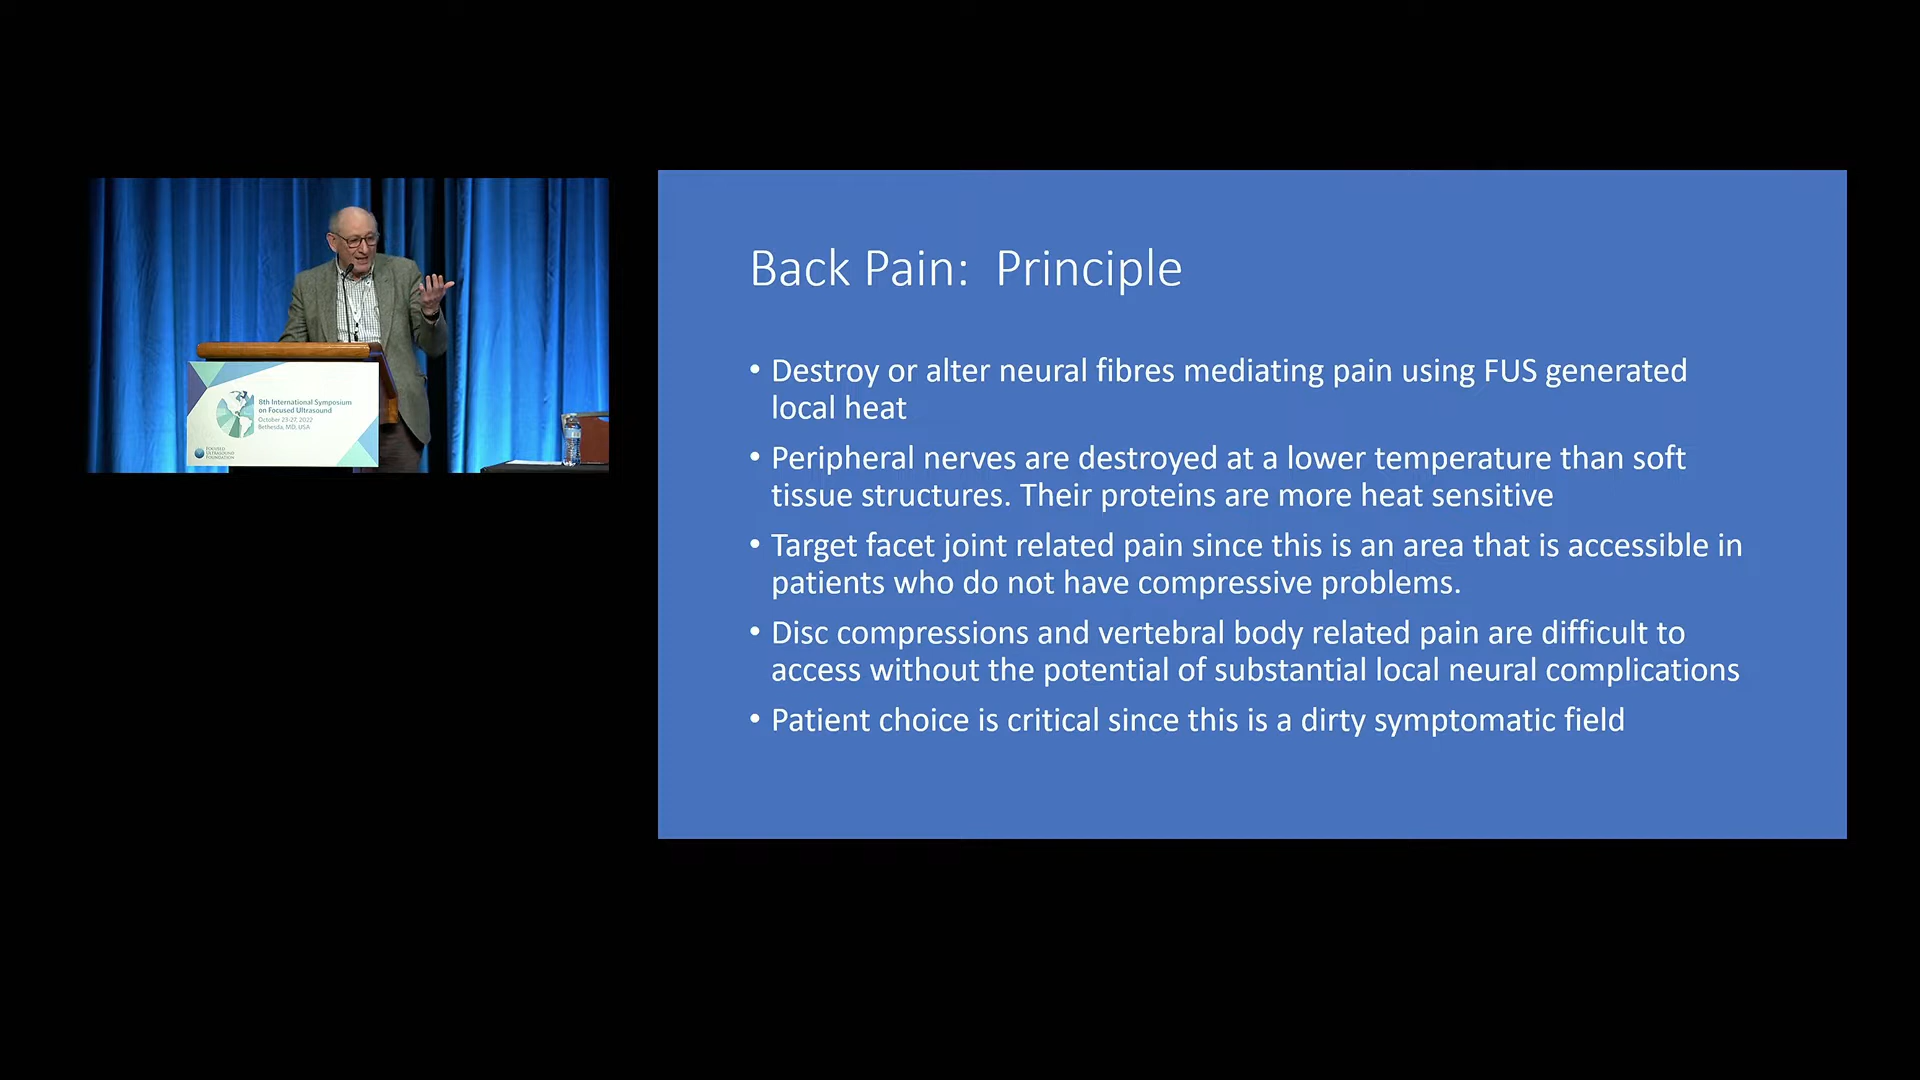 8th International Symposium
on Focused Ultrasound
October 23-27, 2022
Bethesda, MD, USA
FOCUSED
ULTRASOUND
FOUNDATION
Back Pain:  Principle
• Destroy or alter neural fibres mediating pain using FUS generated
local heat
• Peripheral nerves are destroyed at a lower temperature than soft
tissue structures. Their proteins are more heat sensitive
• Target facet joint related pain since this is an area that is accessible in
patients who do not have compressive problems.
• Disc compressions and vertebral body related pain are difficult to
access without the potential of substantial local neural complications
• Patient choice is critical since this is a dirty symptomatic field